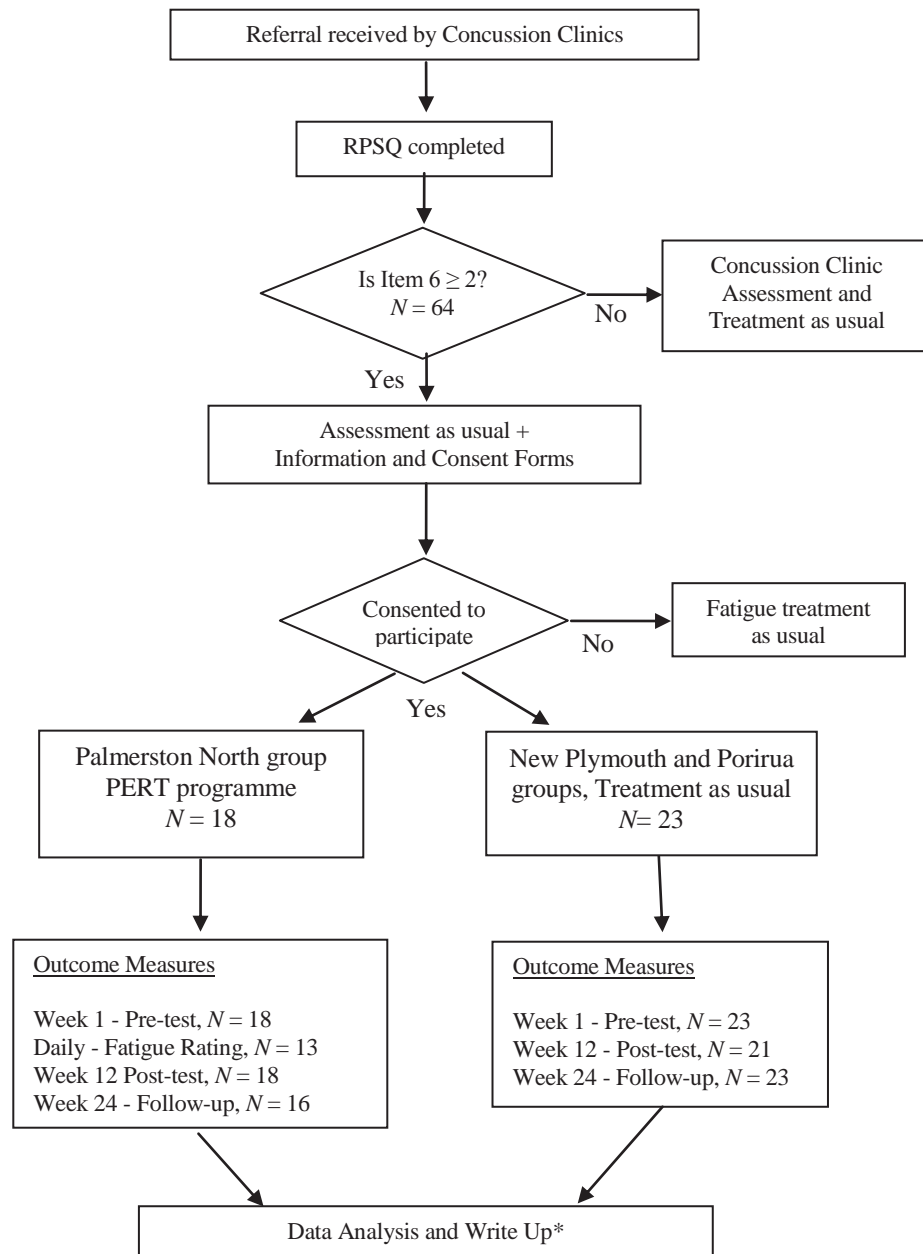 Referral received by Concussion Clinics
RPSQ completed
Is Item 6 ≥ 2?
N = 64
No
Concussion Clinic
Assessment and
Treatment as usual
Yes
Assessment as usual +
Information and Consent Forms
Consented to
participate
No
Fatigue treatment
as usual
Yes
Palmerston North group
PERT programme
N = 18
New Plymouth and Porirua
groups, Treatment as usual
N= 23
Outcome Measures
Week 1 - Pre-test, N = 18
Daily - Fatigue Rating, N = 13
Week 12 Post-test, N = 18
Week 24 - Follow-up, N = 16
Outcome Measures
Week 1 - Pre-test, N = 23
Week 12 - Post-test, N = 21
Week 24 - Follow-up, N = 23
Data Analysis and Write Up*